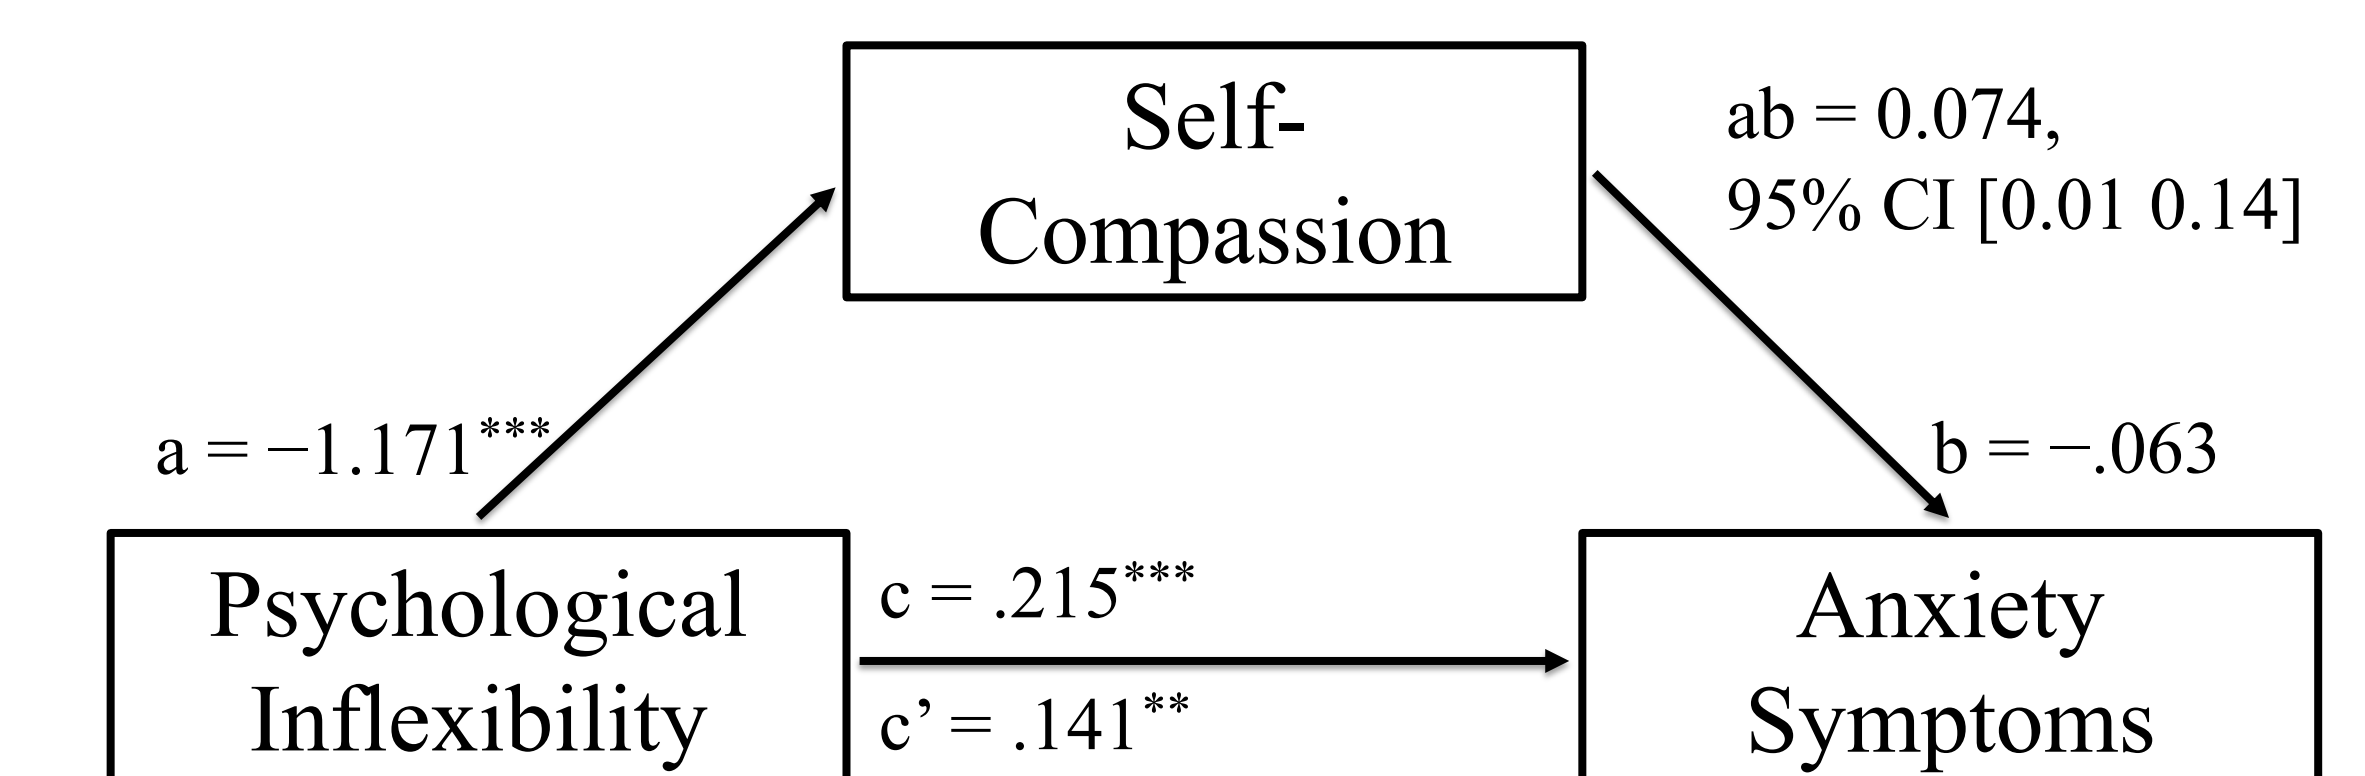 Self-
Compassion
ab = 0.074,
95% CI [0.01 0.14]
a = −1.171***
b = −.063
Psychological
Inflexibility
c = .215***
c’ = .141**
Anxiety
Symptoms